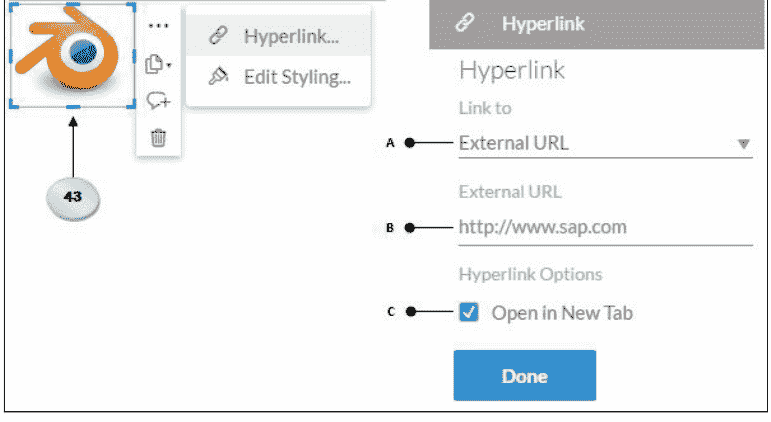 Hyperlink...
Edit Styling...
43
Hyperlink
Hyperlink
Link to
A External URL
External URL
B http://www.sap.com
Hyperlink Options
C Open in New Tab
Done